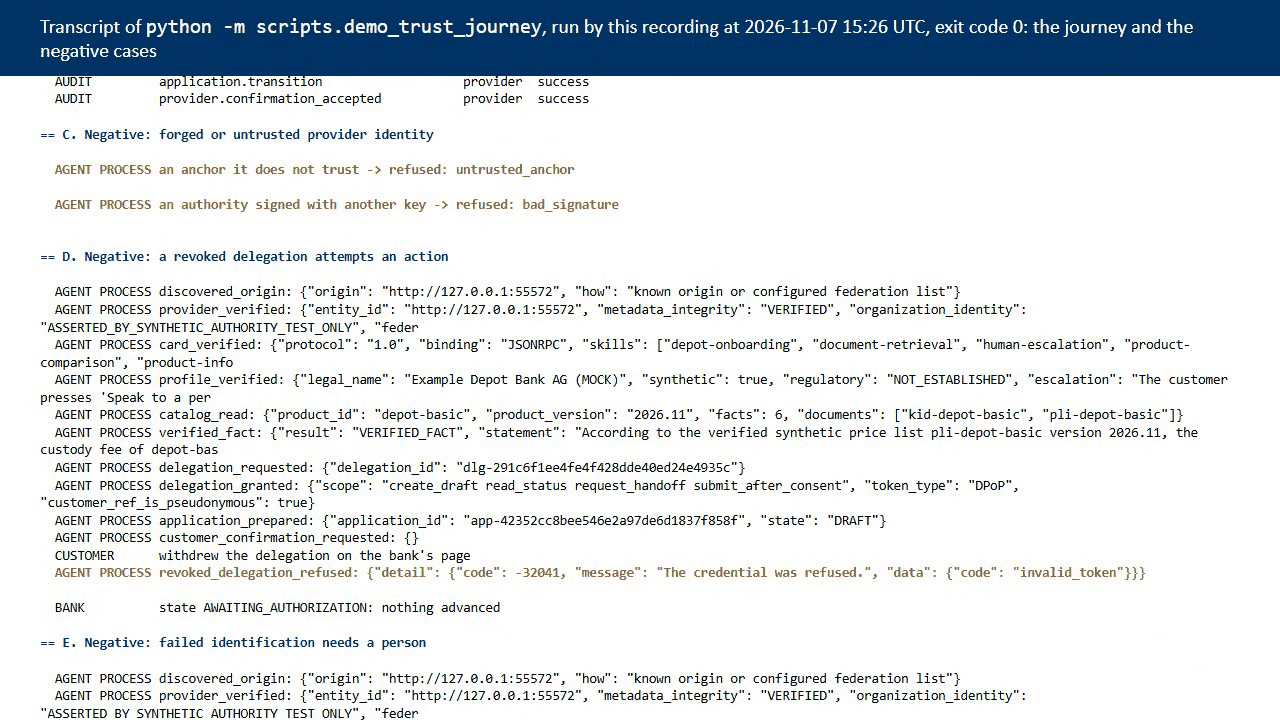 Transcript of python -m scripts.demo_trust_journey, run by this recording at 2026-11-07 15:26 UTC, exit code 0: the journey and the
negative cases
AUDIT application.transition provider success
AUDIT provider.confirmation_accepted provider success
== C. Negative: forged or untrusted provider identity
AGENT PROCESS an anchor it does not trust -> refused: untrusted_anchor
AGENT PROCESS an authority signed with another key -> refused: bad_signature
== D. Negative: a revoked delegation attempts an action
AGENT PROCESS discovered_origin: {"origin": "http://127.0.0.1:55572", "how": "known origin or configured federation list"}
AGENT PROCESS provider_verified: {"entity_id": "http://127.0.0.1:55572", "metadata_integrity": "VERIFIED", "organization_identity":
"ASSERTED_BY_SYNTHETIC_AUTHORITY_TEST_ONLY", "feder
AGENT PROCESS card_verified: {"protocol": "1.0", "binding": "JSONRPC", "skills": ["depot-onboarding", "document-retrieval", "human-escalation", "product-
comparison", "product-info
AGENT PROCESS profile_verified: {"legal_name": "Example Depot Bank AG (MOCK)", "synthetic": true, "regulatory": "NOT_ESTABLISHED", "escalation": "The customer
presses 'Speak to a per
AGENT PROCESS catalog_read: {"product_id": "depot-basic", "product_version": "2026.11", "facts": 6, "documents": ["kid-depot-basic", "pli-depot-basic"]}
AGENT PROCESS verified_fact: {"result": "VERIFIED_FACT", "statement": "According to the verified synthetic price list pli-depot-basic version 2026.11, the
custody fee of depot-bas
AGENT PROCESS delegation_requested: {"delegation_id": "dlg-291c6f1ee4fe4f428dde40ed24e4935c"}
AGENT PROCESS delegation_granted: {"scope": "create_draft read_status request_handoff submit_after_consent", "token_type": "DPoP",
"customer_ref_is_pseudonymous": true}
AGENT PROCESS application_prepared: {"application_id": "app-42352cc8bee546e2a97de6d1837f858f", "state": "DRAFT"}
AGENT PROCESS customer_confirmation_requested: {}
CUSTOMER withdrew the delegation on the bank's page
AGENT PROCESS revoked_delegation_refused: {"detail": {"code": -32041, "message": "The credential was refused.", "data": {"code": "invalid_token"}}}
BANK state AWAITING_AUTHORIZATION: nothing advanced
== E. Negative: failed identification needs a person
AGENT PROCESS discovered_origin: {"origin": "http://127.0.0.1:55572", "how": "known origin or configured federation list"}
AGENT PROCESS provider_verified: {"entity_id": "http://127.0.0.1:55572", "metadata_integrity": "VERIFIED", "organization_identity":
"ASSERTED_BY_SYNTHETIC_AUTHORITY_TEST_ONLY", "feder